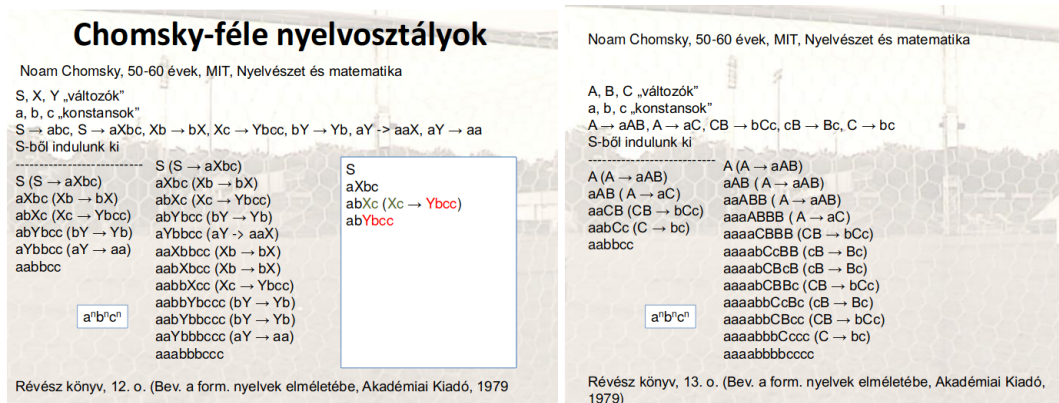 Chomsky-féle nyelvosztályok
Noam Chomsky, 50-60 évek, MIT, Nyelvészet és matematika
S, X, Y „változók”
a, b, c „konstansok”
S → abc, S → aXbc, Xb → bX, Xc → Ybcc, bY → Yb, aY -> aaX, aY → aa
S-ből indulunk ki
-----------------------
S (S → aXbc)
aXbc (Xb → bX)
abXc (Xc → Ybcc)
abYbcc (bY → Yb)
aYbbcc (aY → aa)
aabbcc
aⁿbⁿcⁿ
S (S → aXbc)
aXbc (Xb → bX)
abXc (Xc → Ybcc)
abYbcc (bY → Yb)
aYbbcc (aY -> aaX)
aaXbbcc (Xb → bX)
aabXbcc (Xb → bX)
aabbXcc (Xc → Ybcc)
aabbYbccc (bY → Yb)
aabYbbccc (bY → Yb)
aaYbbbccc (aY → aa)
aaabbbccc
S
aXbc
abXc (Xc → Ybcc)
abYbcc
Révész könyv, 12. o. (Bev. a form. nyelvek elméletébe, Akadémiai Kiadó, 1979
Noam Chomsky, 50-60 évek, MIT, Nyelvészet és matematika
A, B, C „változók”
a, b, c „konstansok”
A → aAB, A → aC, CB → bCc, cB → Bc, C → bc
S-ből indulunk ki
-----------------------
A (A → aAB)
aAB ( A → aC)
aaCB (CB → bCc)
aabCc (C → bc)
aabbcc
aⁿbⁿcⁿ
A (A → aAB)
aAB ( A → aAB)
aaABB ( A → aAB)
aaaABBB ( A → aC)
aaaaCBBB (CB → bCc)
aaaabCcBB (cB → Bc)
aaaabCBcB (cB → Bc)
aaaabCBBc (CB → bCc)
aaaabbCcBc (cB → Bc)
aaaabbCBcc (CB → bCc)
aaaabbbCccc (C → bc)
aaaabbbbcccc
Révész könyv, 13. o. (Bev. a form. nyelvek elméletébe, Akadémiai Kiadó,
1979)